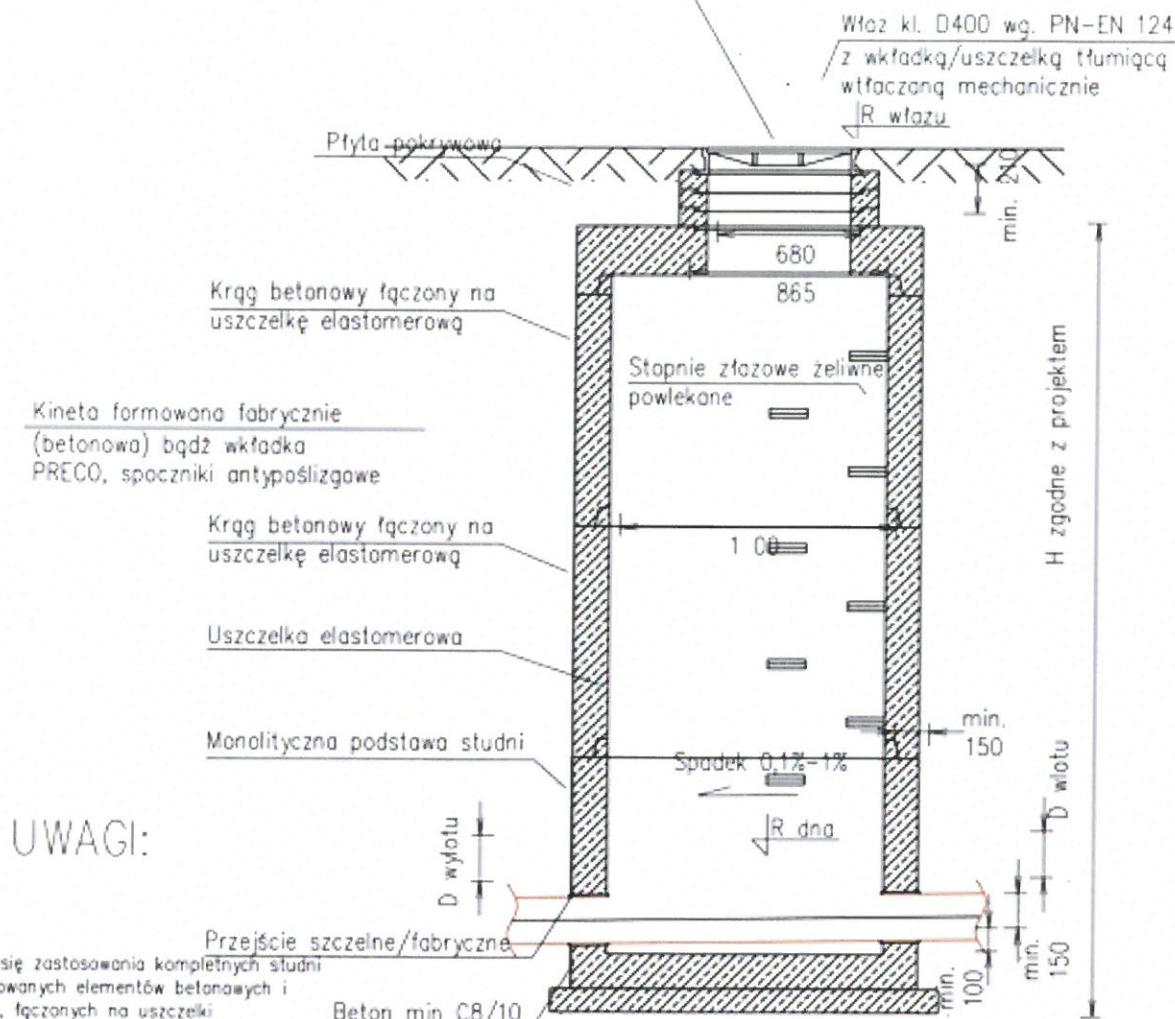 Właz kl. D400 wg. PN-EN 124
z wkładką/uszczelką tłumiącą
wtłaczaną mechanicznie
R włazu
Płyta pokrywowa
min. 210
680
865
Krąg betonowy łączony na
uszczelkę elastomerową
Stopnie złazowe żeliwne
powlekane
Kineta formowana fabrycznie
(betonowa) bądź wkładka
PRECO, spoczniki antypoślizgowe
H zgodne z projektem
Krąg betonowy łączony na
uszczelkę elastomerową
1 00
Uszczelka elastomerowa
min.
150
Monolityczna podstawa studni
Spadek 0,1%-1%
D wlotu
R dna
UWAGI:
D wylotu
Przejście szczelne/fabryczne
się zastosowania kompletnych studni
owanych elementów betonowych i
, łączonych na uszczelki
Beton min C8/10
min.
100
min.
150